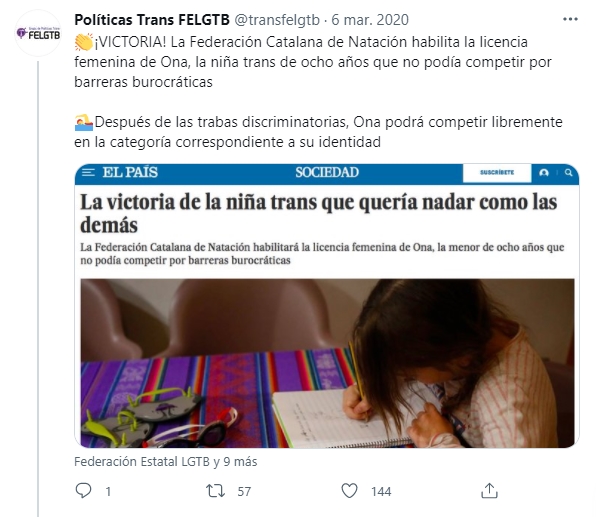 Políticas Trans FELGTB @transfelgtb · 6 mar. 2020
FELGTB
👏¡VICTORIA! La Federación Catalana de Natación habilita la licencia
femenina de Ona, la niña trans de ocho años que no podía competir por
barreras burocráticas
🏊Después de las trabas discriminatorias, Ona podrá competir libremente
en la categoría correspondiente a su identidad
EL PAÍS SOCIEDAD SUSCRÍBETE
La victoria de la niña trans que quería nadar como las
demás
La Federación Catalana de Natación habilitará la licencia femenina de Ona, la menor de ocho años que
no podía competir por barreras burocráticas
Federación Estatal LGTB y 9 más
1 57 144